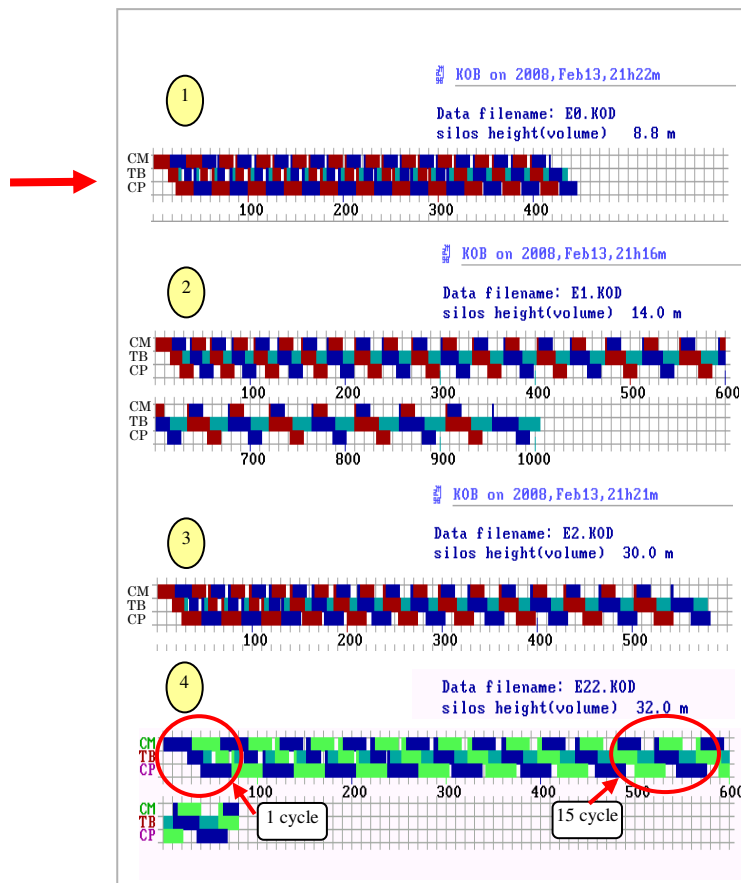 KOB on 2008,Feb13,21h22m
1
Data filename: E0.KOD
silos height(volume) 8.8 m
CM
TB
CP
100 200 300 400
KOB on 2008,Feb13,21h16m
2
Data filename: E1.KOD
silos height(volume) 14.0 m
CM
TB
CP
100 200 300 400 500 600
CM
TB
CP
700 800 900 1000
KOB on 2008,Feb13,21h21m
3
Data filename: E2.KOD
silos height(volume) 30.0 m
CM
TB
CP
100 200 300 400 500
4
Data filename: E22.KOD
silos height(volume) 32.0 m
CM
TB
CP
100 200 300 400 500 600
CM
TB
CP
1 cycle
15 cycle